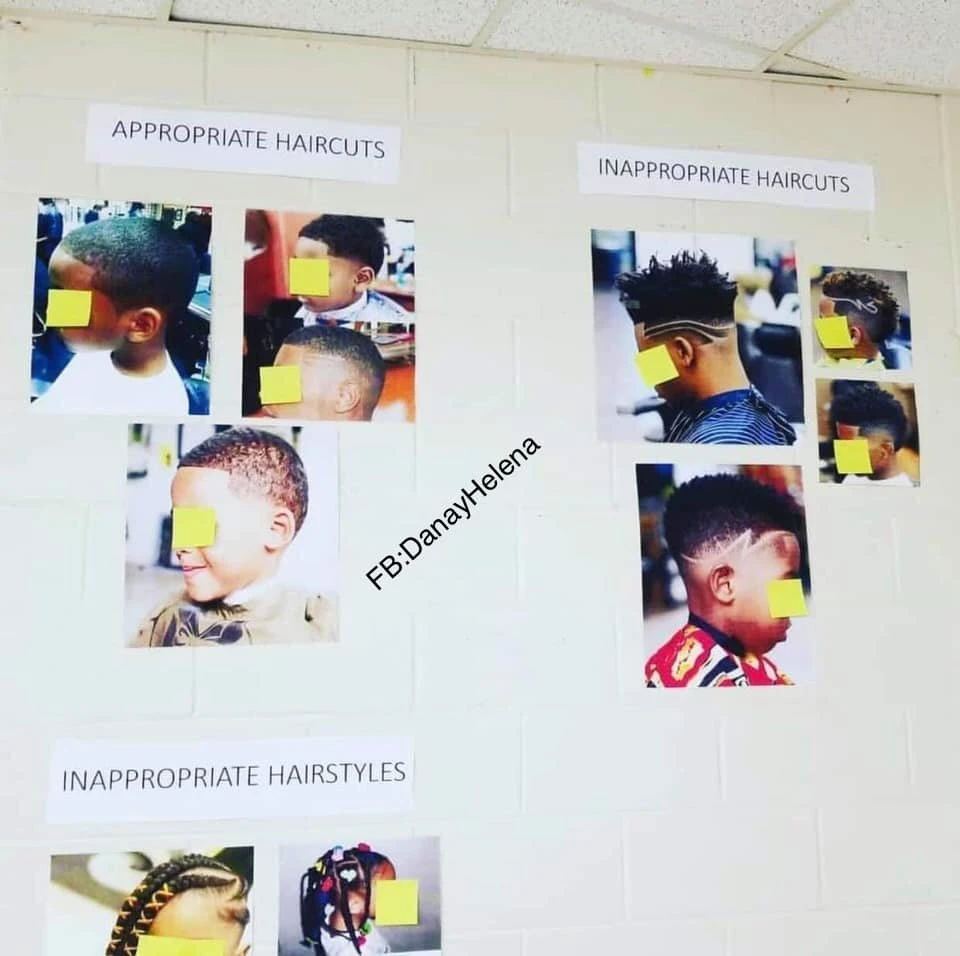 APPROPRIATE HAIRCUTS
INAPPROPRIATE HAIRCUTS
FB:DanayHelena
INAPPROPRIATE HAIRSTYLES